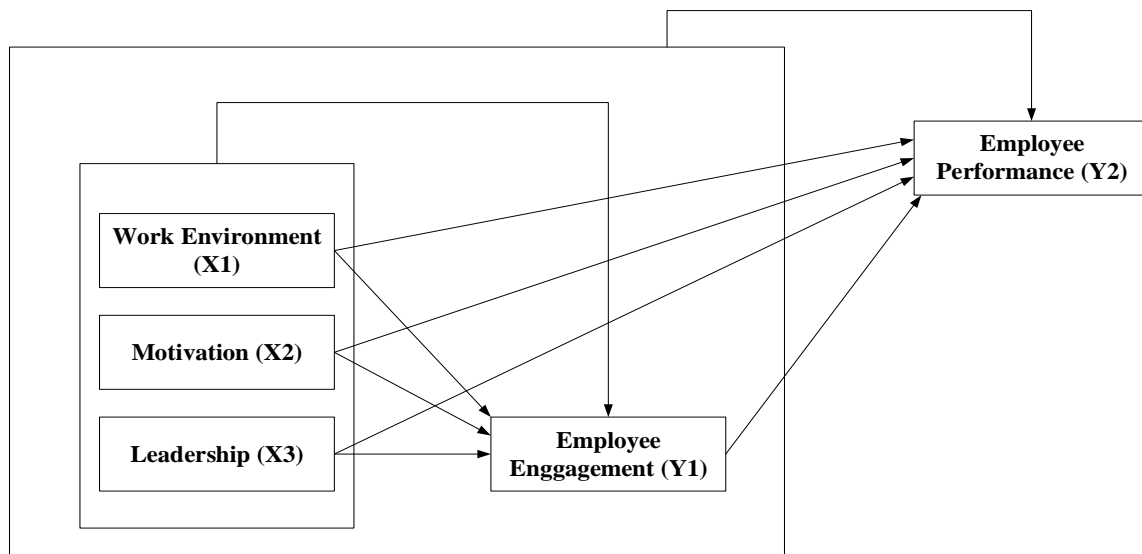 Employee
Performance (Y2)
Work Environment
(X1)
Motivation (X2)
Leadership (X3)
Employee
Enggagement (Y1)